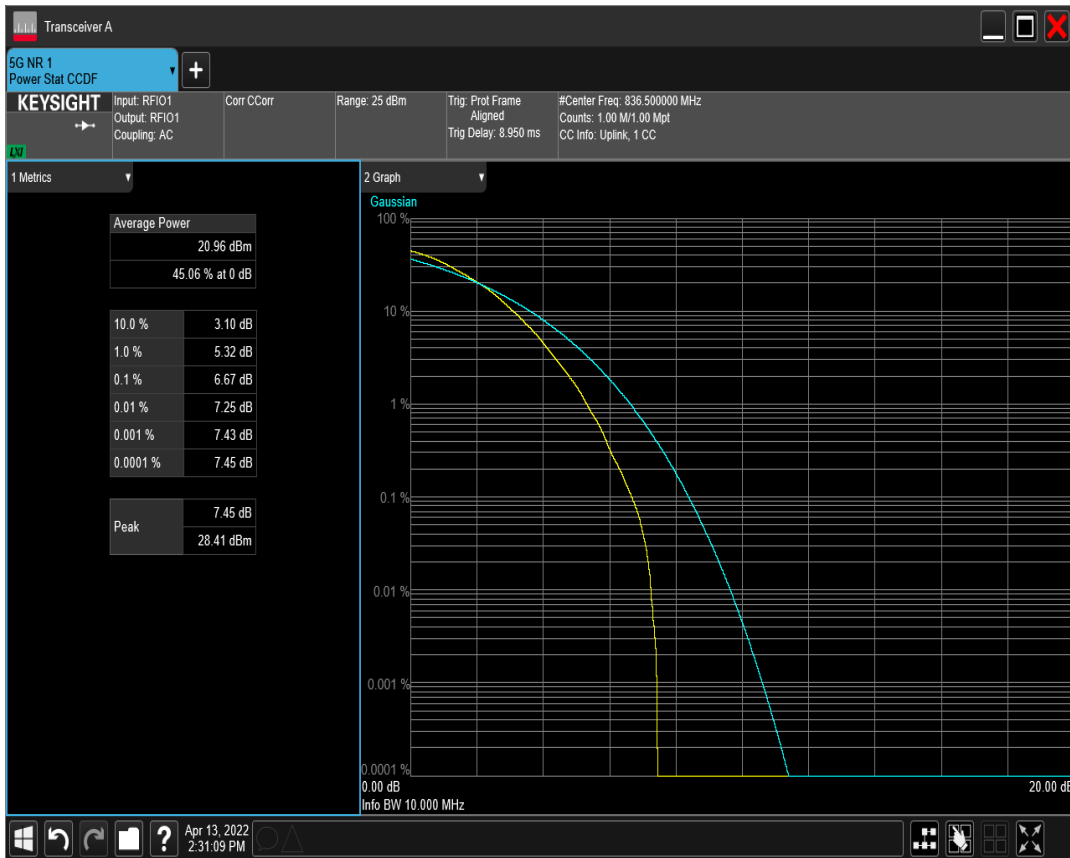 Transceiver A
5G NR 1
Power Stat CCDF
+
KEYSIGHT
LXI
Input: RFIO1
Output: RFIO1
Coupling: AC
Corr CCorr
Range: 25 dBm
Trig: Prot Frame
Aligned
Trig Delay: 8.950 ms
#Center Freq: 836.500000 MHz
Counts: 1.00 M/1.00 Mpt
CC Info: Uplink, 1 CC
1 Metrics
Average Power
20.96 dBm
45.06 % at 0 dB
10.0 % 3.10 dB
1.0 % 5.32 dB
0.1 % 6.67 dB
0.01 % 7.25 dB
0.001 % 7.43 dB
0.0001 % 7.45 dB
Peak
7.45 dB
28.41 dBm
2 Graph
Gaussian
100 %
10 %
1 %
0.1 %
0.01 %
0.001 %
0.0001 %
0.00 dB 20.00 dB
Info BW 10.000 MHz
?
Apr 13, 2022
2:31:09 PM